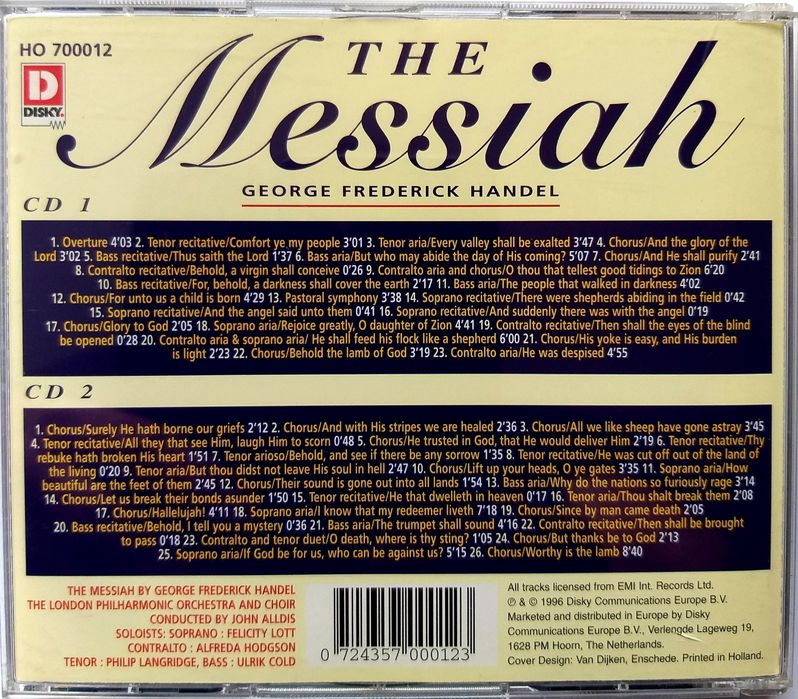 HO 700012
D
DISKY.
THE
Messiah
GEORGE FREDERICK HANDEL
CD 1
1. Overture 4'03 2. Tenor recitative/Comfort ye my people 3'01 3. Tenor aria/Every valley shall be exalted 3'47 4. Chorus/And the glory of the
Lord 3'02 5. Bass recitative/Thus saith the Lord 1'37 6. Bass aria/But who may abide the day of His coming? 5'07 7. Chorus/And He shall purify 2'41
8. Contralto recitative/Behold, a virgin shall conceive 0'26 9. Contralto aria and chorus/O thou that tellest good tidings to Zion 6'20
10. Bass recitative/For, behold, a darkness shall cover the earth 2'17 11. Bass aria/The people that walked in darkness 4'02
12. Chorus/For unto us a child is born 4'29 13. Pastoral symphony 3'38 14. Soprano recitative/There were shepherds abiding in the field 0'42
15. Soprano recitative/And the angel said unto them 0'41 16. Soprano recitative/And suddenly there was with the angel 0'19
17. Chorus/Glory to God 2'05 18. Soprano aria/Rejoice greatly, O daughter of Zion 4'41 19. Contralto recitative/Then shall the eyes of the blind
be opened 0'28 20. Contralto aria & soprano aria/ He shall feed his flock like a shepherd 6'00 21. Chorus/His yoke is easy, and His burden
is light 2'23 22. Chorus/Behold the lamb of God 3'19 23. Contralto aria/He was despised 4'55
CD 2
1. Chorus/Surely He hath borne our griefs 2'12 2. Chorus/And with His stripes we are healed 2'36 3. Chorus/All we like sheep have gone astray 3'45
4. Tenor recitative/All they that see Him, laugh Him to scorn 0'48 5. Chorus/He trusted in God, that He would deliver Him 2'19 6. Tenor recitative/Thy
rebuke hath broken His heart 1'51 7. Tenor arioso/Behold, and see if there be any sorrow 1'35 8. Tenor recitative/He was cut off out of the land of
the living 0'20 9. Tenor aria/But thou didst not leave His soul in hell 2'47 10. Chorus/Lift up your heads, O ye gates 3'35 11. Soprano aria/How
beautiful are the feet of them 2'45 12. Chorus/Their sound is gone out into all lands 1'54 13. Bass aria/Why do the nations so furiously rage 3'14
14. Chorus/Let us break their bonds asunder 1'50 15. Tenor recitative/He that dwelleth in heaven 0'17 16. Tenor aria/Thou shalt break them 2'08
17. Chorus/Hallelujah! 4'11 18. Soprano aria/I know that my redeemer liveth 7'18 19. Chorus/Since by man came death 2'05
20. Bass recitative/Behold, I tell you a mystery 0'36 21. Bass aria/The trumpet shall sound 4'16 22. Contralto recitative/Then shall be brought
to pass 0'18 23. Contralto and tenor duet/O death, where is thy sting? 1'05 24. Chorus/But thanks be to God 2'13
25. Soprano aria/If God be for us, who can be against us? 5'15 26. Chorus/Worthy is the lamb 8'40
THE MESSIAH BY GEORGE FREDERICK HANDEL
THE LONDON PHILHARMONIC ORCHESTRA AND CHOIR
CONDUCTED BY JOHN ALLDIS
SOLOISTS: SOPRANO : FELICITY LOTT
CONTRALTO : ALFREDA HODGSON
TENOR : PHILIP LANGRIDGE, BASS : ULRIK COLD
0 724357 000123
All tracks licensed from EMI Int. Records Ltd.
℗ & © 1996 Disky Communications Europe B.V.
Marketed and distributed in Europe by Disky
Communications Europe B.V., Verlengde Lageweg 19,
1628 PM Hoorn, The Netherlands.
Cover Design: Van Dijken, Enschede. Printed in Holland.